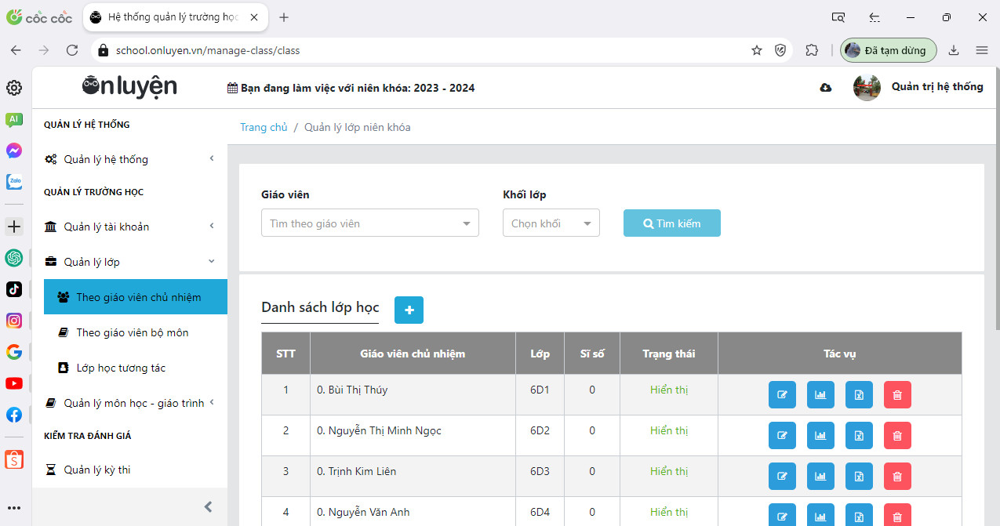 cốc cốc
Hệ thống quản lý trường học
school.onluyen.vn/manage-class/class
Đã tạm dừng
AI
Zalo
ônluyện
Bạn đang làm việc với niên khóa: 2023 - 2024
Quản trị hệ thống
QUẢN LÝ HỆ THỐNG
Quản lý hệ thống
QUẢN LÝ TRƯỜNG HỌC
Quản lý tài khoản
Quản lý lớp
Theo giáo viên chủ nhiệm
Theo giáo viên bộ môn
Lớp học tương tác
Quản lý môn học - giáo trình
KIỂM TRA ĐÁNH GIÁ
Quản lý kỳ thi
Trang chủ / Quản lý lớp niên khóa
Giáo viên Khối lớp
Tìm theo giáo viên Chọn khối Tìm kiếm
Danh sách lớp học
STT Giáo viên chủ nhiệm Lớp Sĩ số Trạng thái Tác vụ
1 0. Bùi Thị Thúy 6D1 0 Hiển thị
2 0. Nguyễn Thị Minh Ngọc 6D2 0 Hiển thị
3 0. Trịnh Kim Liên 6D3 0 Hiển thị
4 0. Nguyễn Văn Anh 6D4 0 Hiển thị